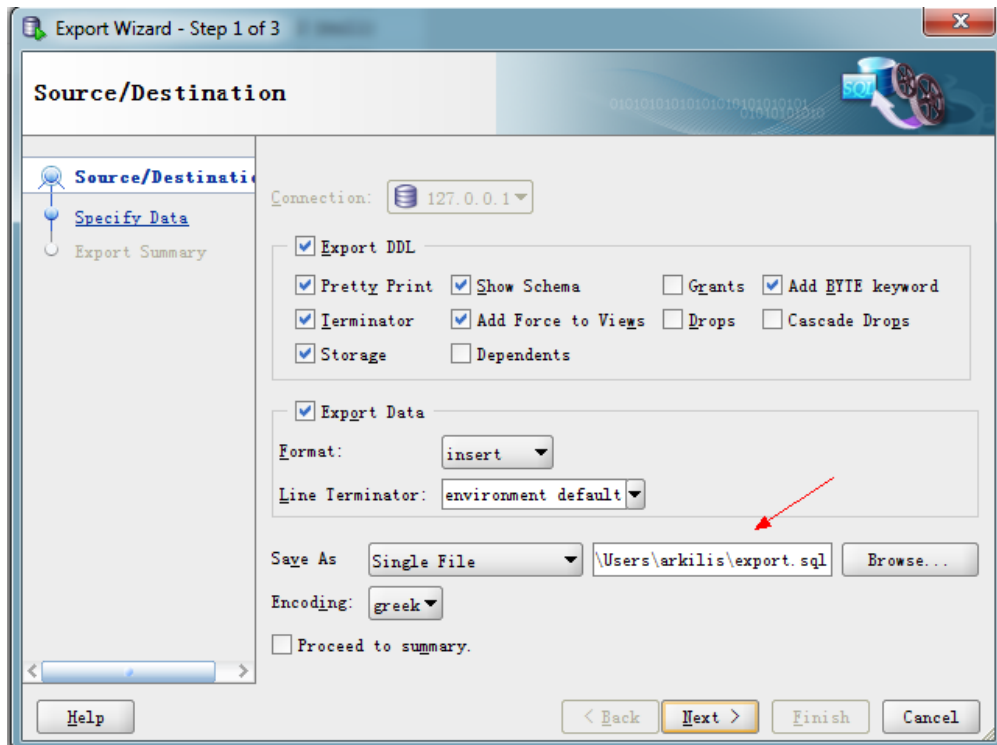 Export Wizard - Step 1 of 3
Source/Destination
SQL
010101010101010101010101
01010101010
Source/Destinati
Specify Data
Export Summary
Connection: 127.0.0.1
Export DDL
Pretty Print Show Schema Grants Add BYTE keyword
Terminator Add Force to Views Drops Cascade Drops
Storage Dependents
Export Data
Format: insert
Line Terminator: environment default
Save As Single File \Users\arkilis\export.sql Browse...
Encoding: greek
Proceed to summary.
Help < Back Next > Finish Cancel